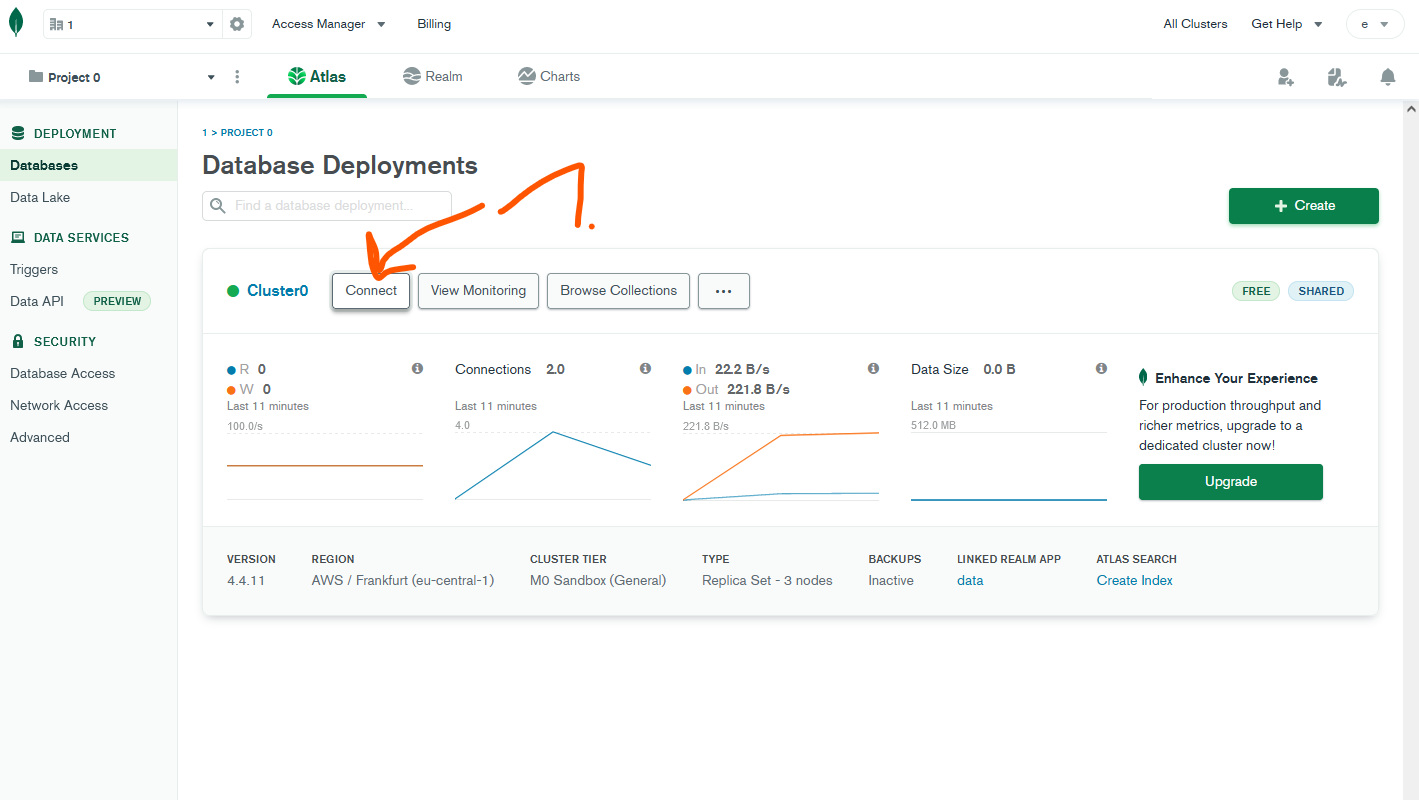 1
Access Manager
Billing
All Clusters
Get Help
e
Project 0
Atlas
Realm
Charts
DEPLOYMENT
Databases
Data Lake
DATA SERVICES
Triggers
Data API PREVIEW
SECURITY
Database Access
Network Access
Advanced
1 > PROJECT 0
Database Deployments
Find a database deployment...
1.
+ Create
Cluster0
Connect
View Monitoring
Browse Collections
...
FREE
SHARED
R 0
W 0
Last 11 minutes
100.0/s
Connections 2.0
Last 11 minutes
4.0
In 22.2 B/s
Out 221.8 B/s
Last 11 minutes
221.8 B/s
Data Size 0.0 B
Last 11 minutes
512.0 MB
Enhance Your Experience
For production throughput and
richer metrics, upgrade to a
dedicated cluster now!
Upgrade
VERSION
4.4.11
REGION
AWS / Frankfurt (eu-central-1)
CLUSTER TIER
M0 Sandbox (General)
TYPE
Replica Set - 3 nodes
BACKUPS
Inactive
LINKED REALM APP
data
ATLAS SEARCH
Create Index